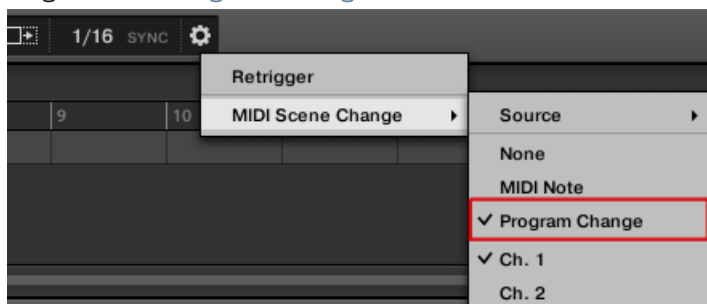 1/16 SYNC
Retrigger
9 10 MIDI Scene Change
Source
None
MIDI Note
Program Change
Ch. 1
Ch. 2